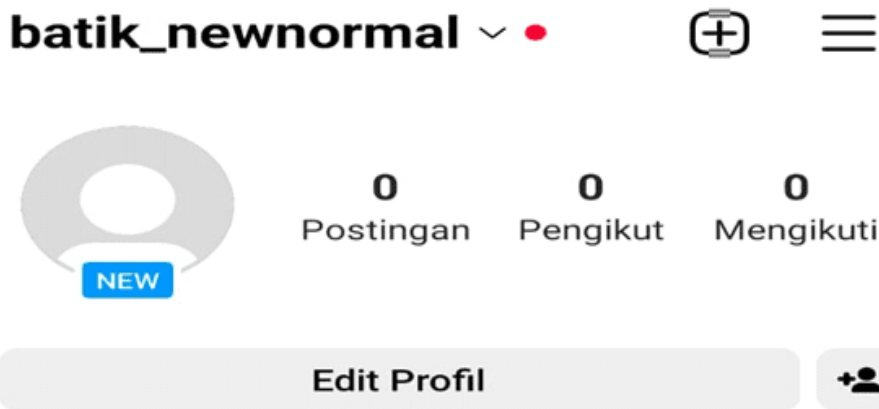 batik_newnormal
0 0 0
Postingan Pengikut Mengikuti
NEW
Edit Profil